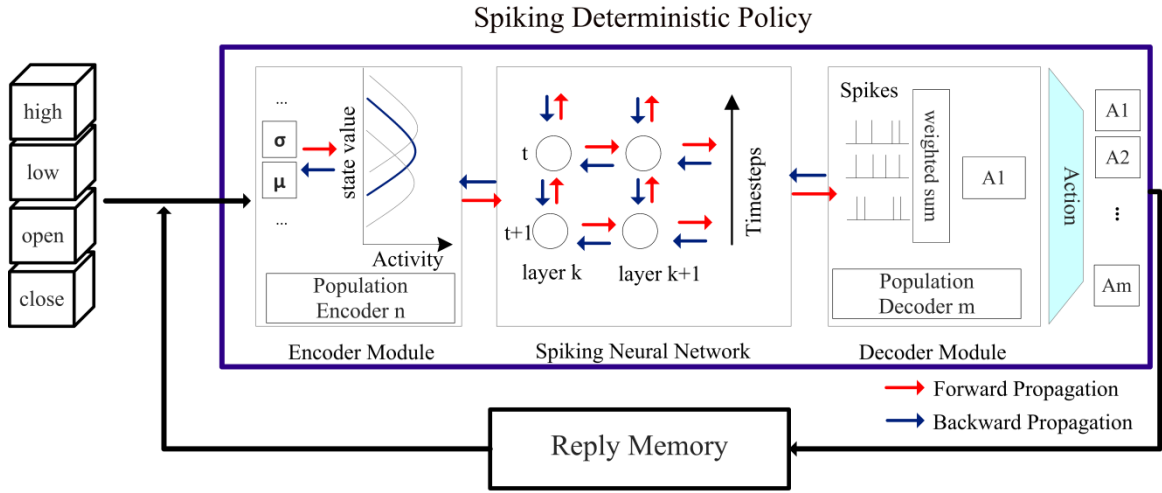 Spiking Deterministic Policy
high
low
open
close
...
σ
μ
...
state value
Activity
Population
Encoder n
Encoder Module
t
t+1
layer k
layer k+1
Timesteps
Spiking Neural Network
Spikes
weighted sum
A1
Population
Decoder m
Decoder Module
Action
A1
A2
...
Am
Forward Propagation
Backward Propagation
Reply Memory